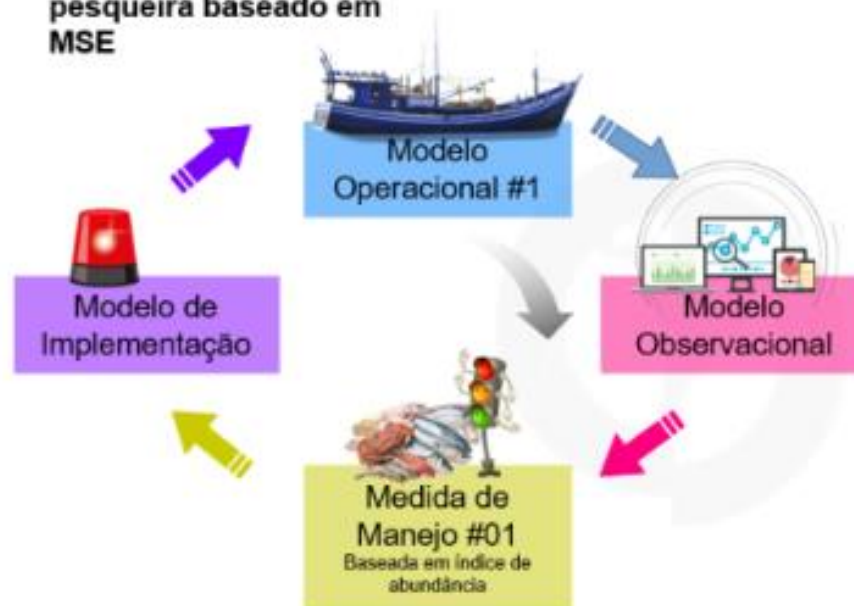 pesqueira baseado em
MSE
Modelo
Operacional #1
Modelo de
Implementação
Modelo
Observacional
Medida de
Manejo #01
Baseada em índice de
abundância